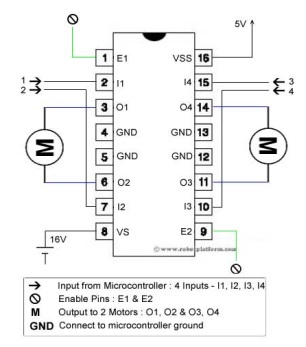 5V
1 E1 VSS 16
1 2 I1 I4 15 3
2 4
3 O1 O4 14
4 GND GND 13
M M
5 GND GND 12
6 O2 O3 11
7 I2 I3 10
16V 8 VS E2 9
© www.roboplatform.com
Input from Microcontroller : 4 Inputs - I1, I2, I3, I4
Enable Pins : E1 & E2
M Output to 2 Motors : O1, O2 & O3, O4
GND Connect to microcontroller ground